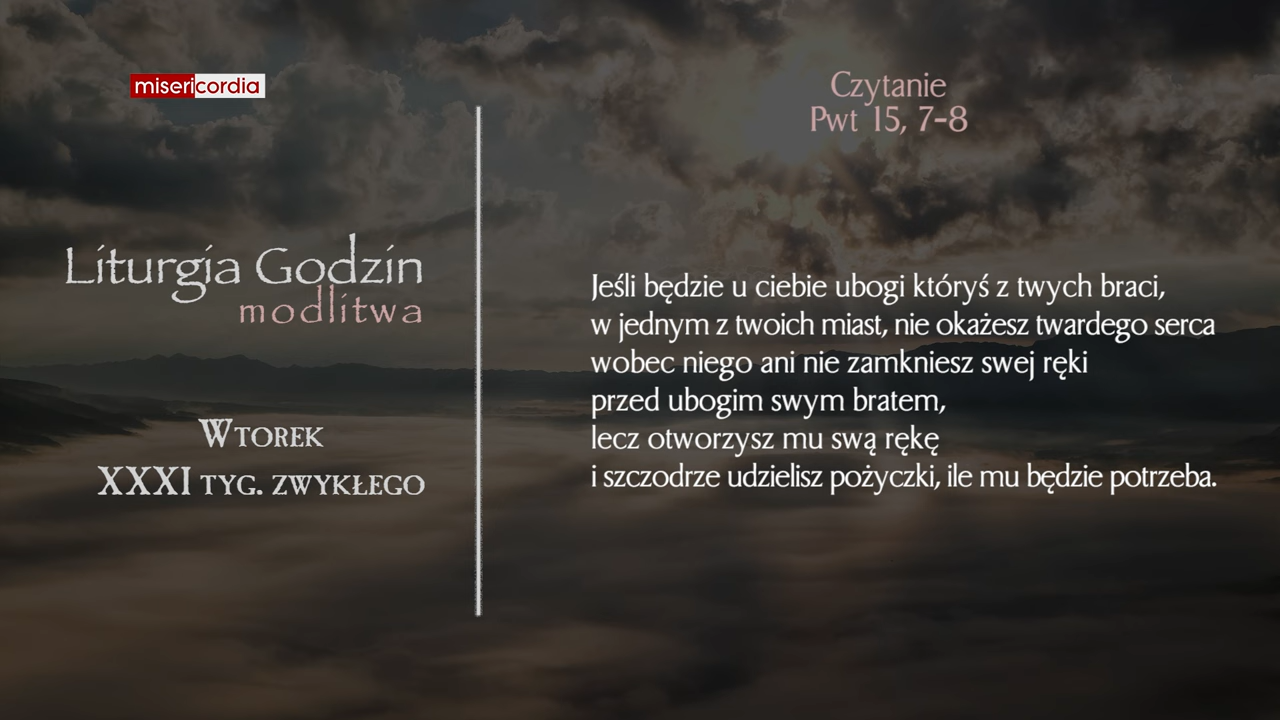 misericordia
Liturgia Godzin
modlitwa
Wtorek
XXXI tyg. zwykłego
Czytanie
Pwt 15, 7-8
Jeśli będzie u ciebie ubogi któryś z twych braci,
w jednym z twoich miast, nie okażesz twardego serca
wobec niego ani nie zamkniesz swej ręki
przed ubogim swym bratem,
lecz otworzysz mu swą rękę
i szczodrze udzielisz pożyczki, ile mu będzie potrzeba.